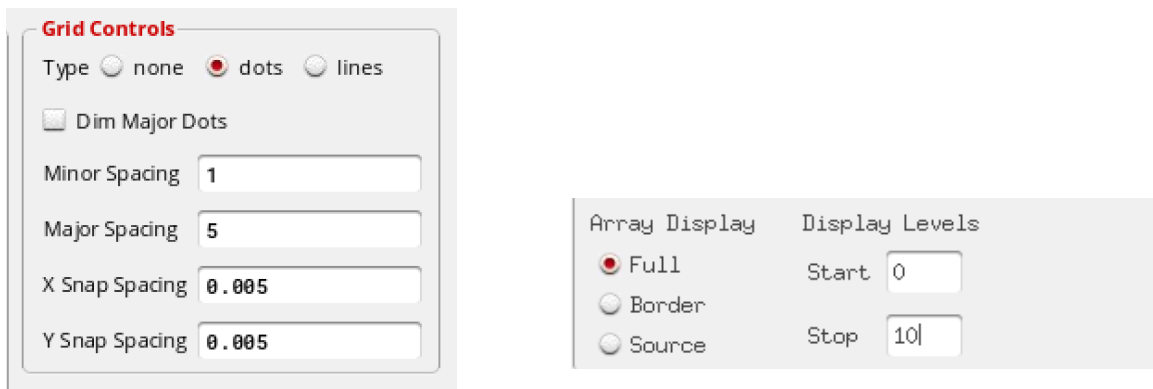 Grid Controls
Type none dots lines
Dim Major Dots
Minor Spacing 1
Major Spacing 5
X Snap Spacing 0.005
Y Snap Spacing 0.005
Array Display Display Levels
Full Start 0
Border
Stop 10
Source